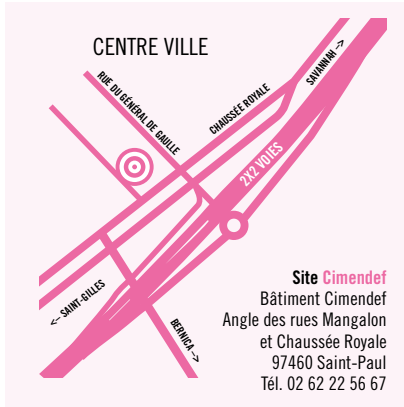 CENTRE VILLE
RUE DU GÉNÉRAL DE GAULLE
CHAUSSÉE ROYALE
SAVANNAH -->
2X2 VOIES
<-- SAINT-GILLES
BERNICA -->
Site Cimendef
Bâtiment Cimendef
Angle des rues Mangalon
et Chaussée Royale
97460 Saint-Paul
Tél. 02 62 22 56 67